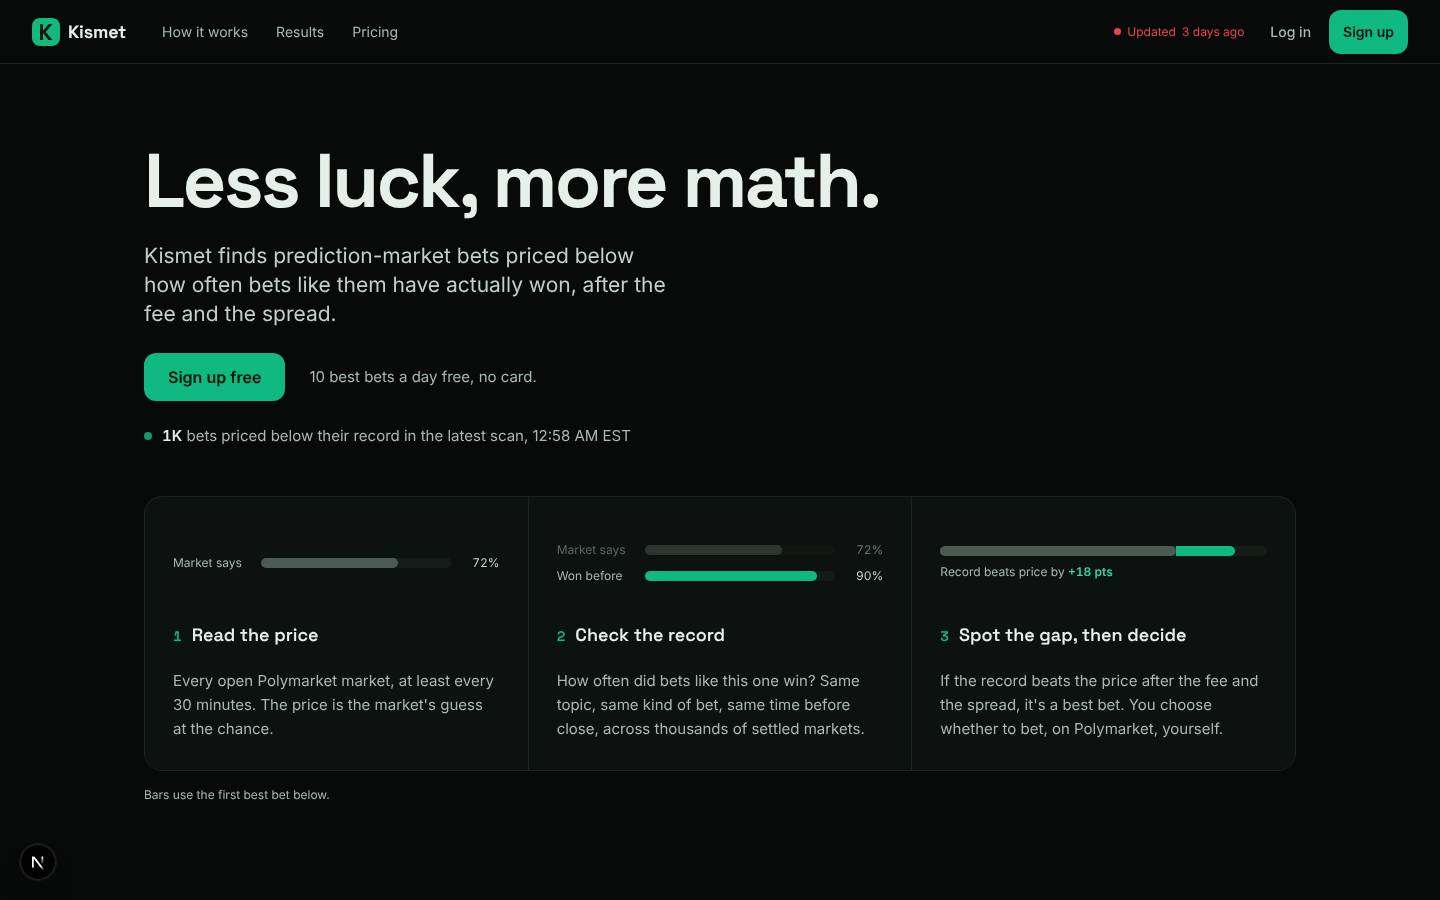 K Kismet How it works Results Pricing Updated 3 days ago Log in Sign up
Less luck, more math.
Kismet finds prediction-market bets priced below
how often bets like them have actually won, after the
fee and the spread.
Sign up free 10 best bets a day free, no card.
1K bets priced below their record in the latest scan, 12:58 AM EST
Market says 72%
1 Read the price
Every open Polymarket market, at least every
30 minutes. The price is the market's guess
at the chance.
Market says 72%
Won before 90%
2 Check the record
How often did bets like this one win? Same
topic, same kind of bet, same time before
close, across thousands of settled markets.
Record beats price by +18 pts
3 Spot the gap, then decide
If the record beats the price after the fee and
the spread, it's a best bet. You choose
whether to bet, on Polymarket, yourself.
Bars use the first best bet below.
N